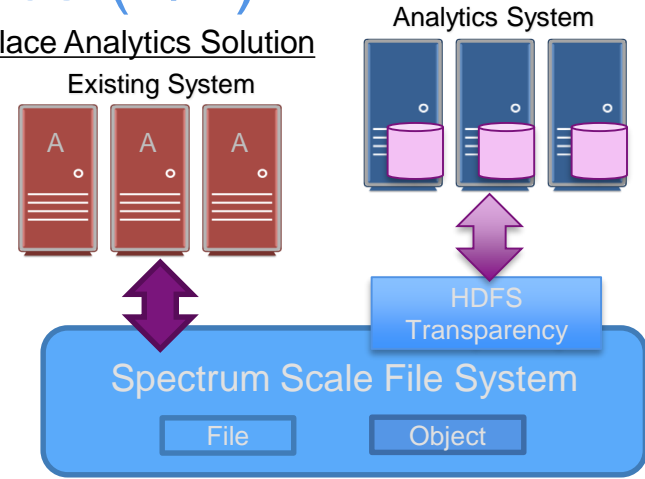 Analytics System
lace Analytics Solution
Existing System
A A A
HDFS
Transparency
Spectrum Scale File System
File Object